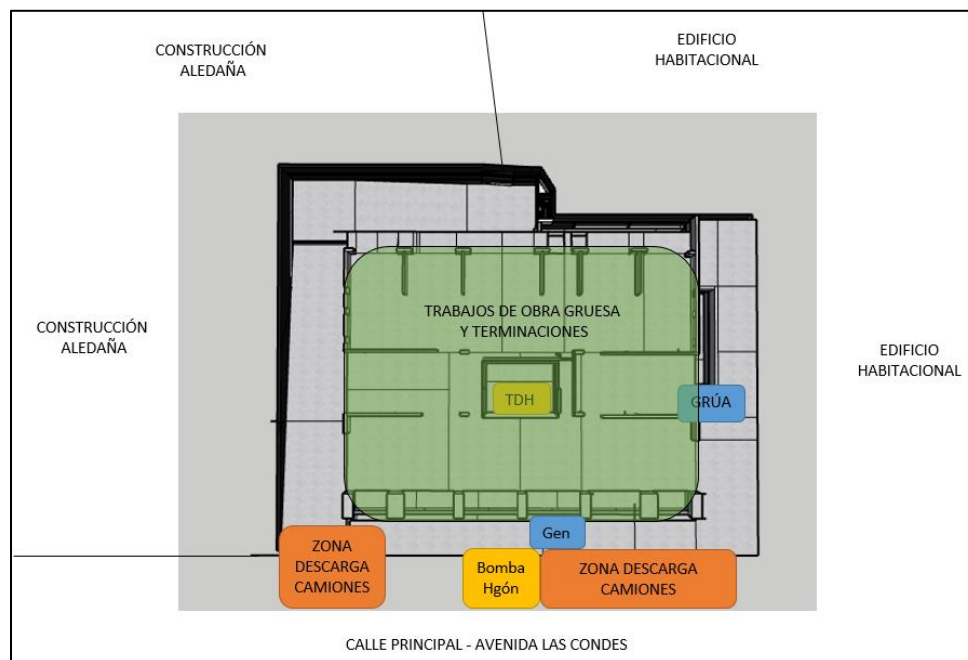 CONSTRUCCIÓN
ALEDAÑA
EDIFICIO
HABITACIONAL
TRABAJOS DE OBRA GRUESA
Y TERMINACIONES
CONSTRUCCIÓN
ALEDAÑA
EDIFICIO
HABITACIONAL
TDH
GRÚA
Gen
ZONA
DESCARGA
CAMIONES
Bomba
Hgón
ZONA DESCARGA
CAMIONES
CALLE PRINCIPAL - AVENIDA LAS CONDES